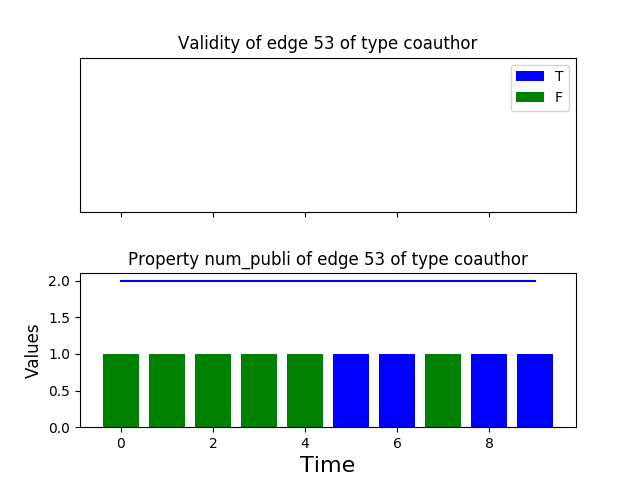 Validity of edge 53 of type coauthor
T
F
Property num_publi of edge 53 of type coauthor
2.0
1.5
1.0
0.5
0.0
Values
0 2 4 6 8
Time